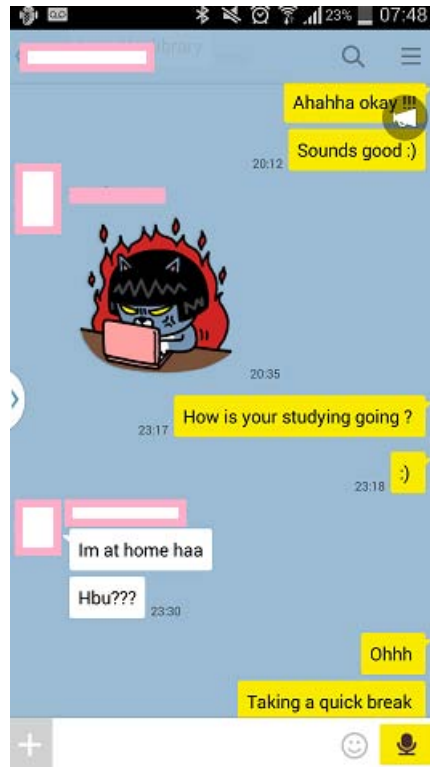 23% 07:48
library
Ahahha okay !!!
Sounds good :)
20:12
20:35
How is your studying going ?
23:17
:)
23:18
Im at home haa
Hbu???
23:30
Ohhh
Taking a quick break